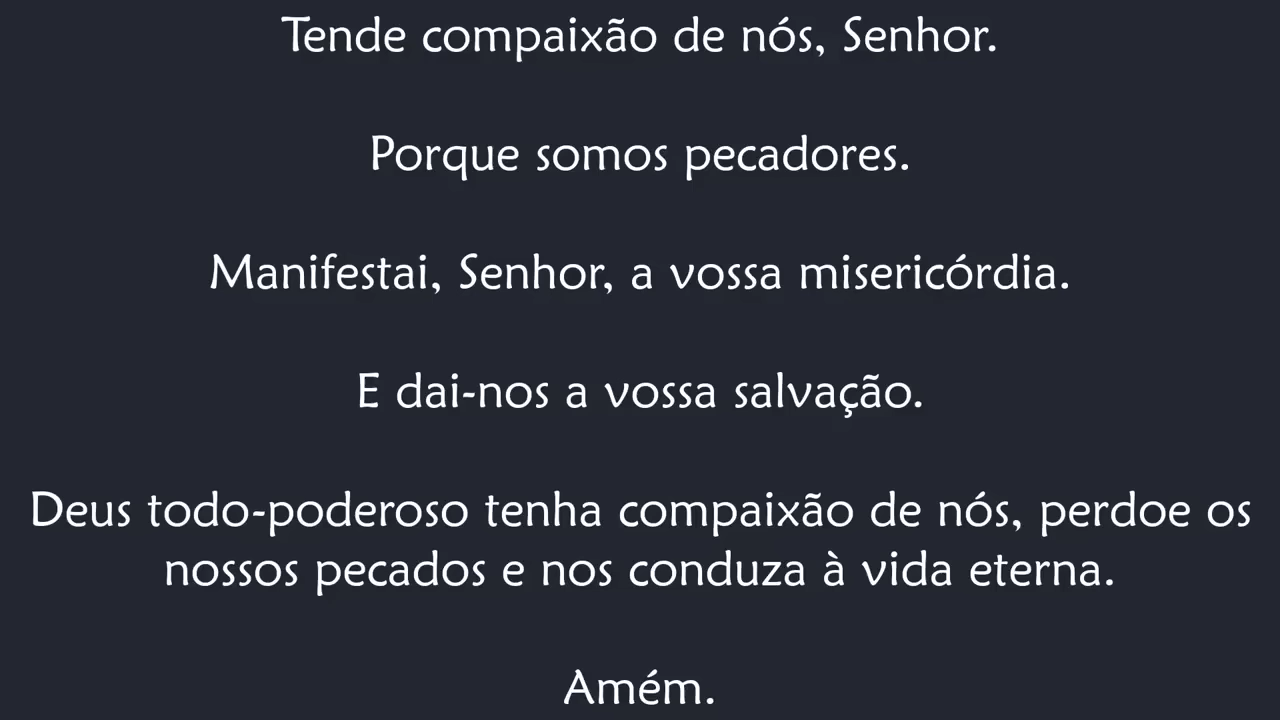 Tende compaixão de nós, Senhor.
Porque somos pecadores.
Manifestai, Senhor, a vossa misericórdia.
E dai-nos a vossa salvação.
Deus todo-poderoso tenha compaixão de nós, perdoe os
nossos pecados e nos conduza à vida eterna.
Amém.